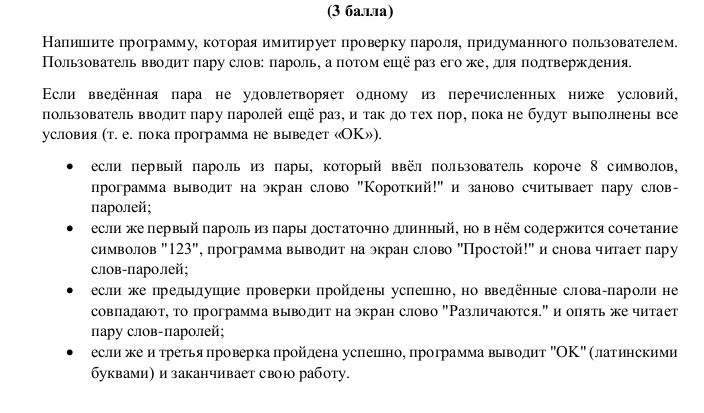 (3 балла)
Напишите программу, которая имитирует проверку пароля, придуманного пользователем.
Пользователь вводит пару слов: пароль, а потом ещё раз его же, для подтверждения.
Если введённая пара не удовлетворяет одному из перечисленных ниже условий,
пользователь вводит пару паролей ещё раз, и так до тех пор, пока не будут выполнены все
условия (т. е. пока программа не выведет «OK»).
• если первый пароль из пары, который ввёл пользователь короче 8 символов,
программа выводит на экран слово "Короткий!" и заново считывает пару слов-
паролей;
• если же первый пароль из пары достаточно длинный, но в нём содержится сочетание
символов "123", программа выводит на экран слово "Простой!" и снова читает пару
слов-паролей;
• если же предыдущие проверки пройдены успешно, но введённые слова-пароли не
совпадают, то программа выводит на экран слово "Различаются." и опять же читает
пару слов-паролей;
• если же и третья проверка пройдена успешно, программа выводит "OK" (латинскими
буквами) и заканчивает свою работу.